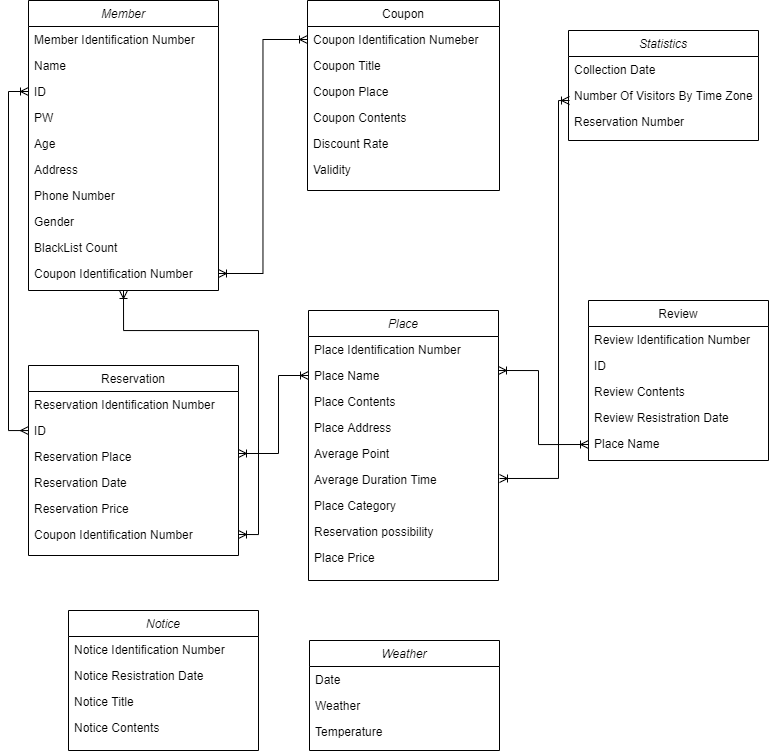 Member
Member Identification Number
Name
ID
PW
Age
Address
Phone Number
Gender
BlackList Count
Coupon Identification Number
Coupon
Coupon Identification Numeber
Coupon Title
Coupon Place
Coupon Contents
Discount Rate
Validity
Statistics
Collection Date
Number Of Visitors By Time Zone
Reservation Number
Reservation
Reservation Identification Number
ID
Reservation Place
Reservation Date
Reservation Price
Coupon Identification Number
Place
Place Identification Number
Place Name
Place Contents
Place Address
Average Point
Average Duration Time
Place Category
Reservation possibility
Place Price
Review
Review Identification Number
ID
Review Contents
Review Resistration Date
Place Name
Notice
Notice Identification Number
Notice Resistration Date
Notice Title
Notice Contents
Weather
Date
Weather
Temperature